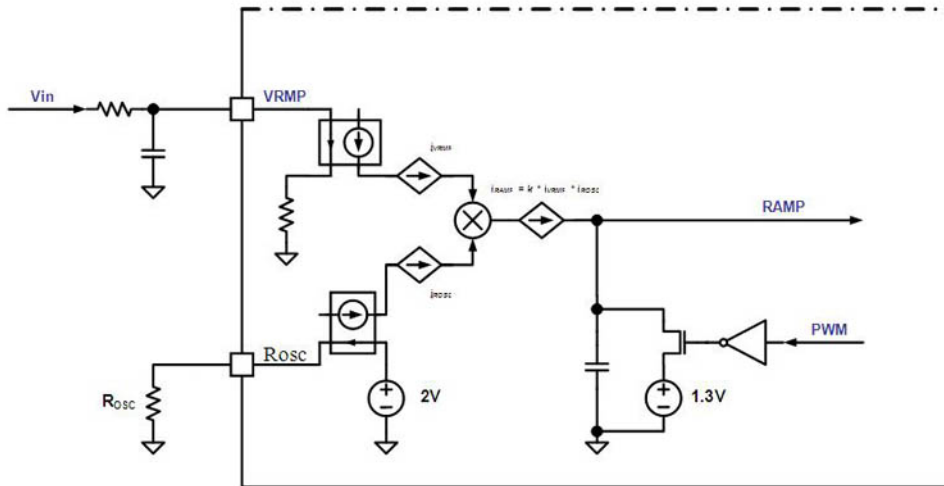 Vin
VRMP
iVRMP
iRAMP = k * iVRMP * iROSC
RAMP
iROSC
PWM
Rosc
ROSC
2V
1.3V
+
−
+
−